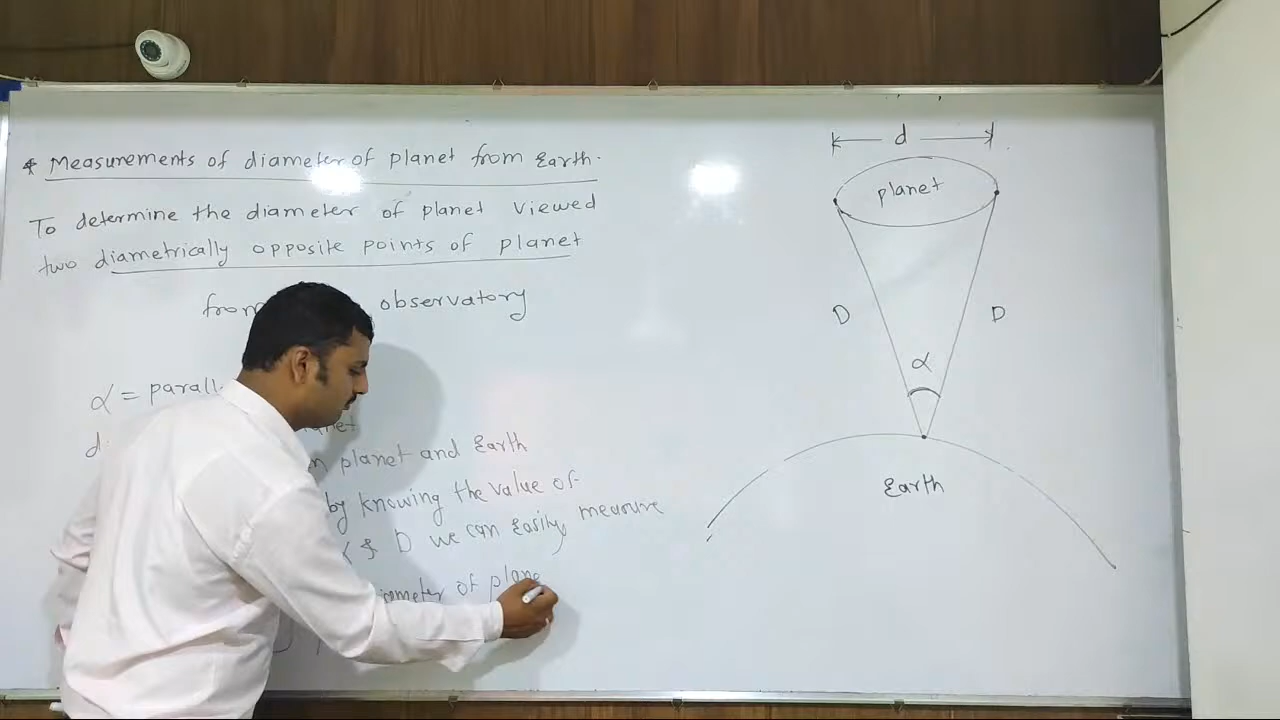 * Measurements of diameter of planet from Earth.
To determine the diameter of planet viewed
two diametrically opposite points of planet
from observatory
α = parall
d
planet and Earth
by knowing the value of
α & D we can easily measure
diameter of plane
d
planet
D D
α
Earth